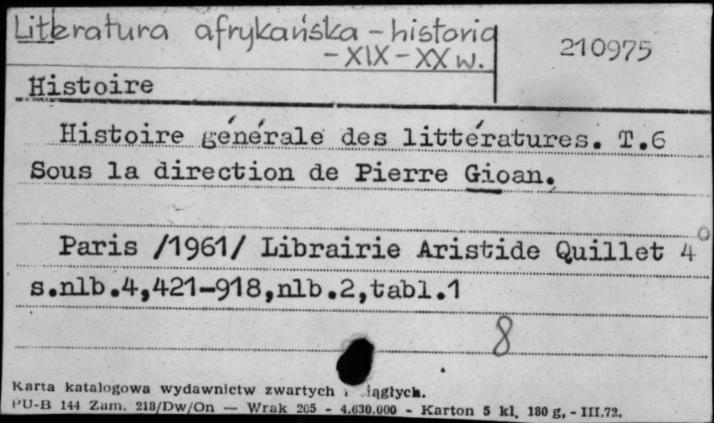 Literatura afrykańska - historia
- XIX - XX w.
210975
Histoire
Histoire générale des littératures. T.6
Sous la direction de Pierre Gioan.
Paris /1961/ Librairie Aristide Quillet 4°
s.nlb.4,421-918,nlb.2,tabl.1
8
Karta katalogowa wydawnictw zwartych
PU-B 144 Zam. 218/Dw/On — Wrak 205 - 4.630.000 - Karton 5 kl. 180 g, - III.72.